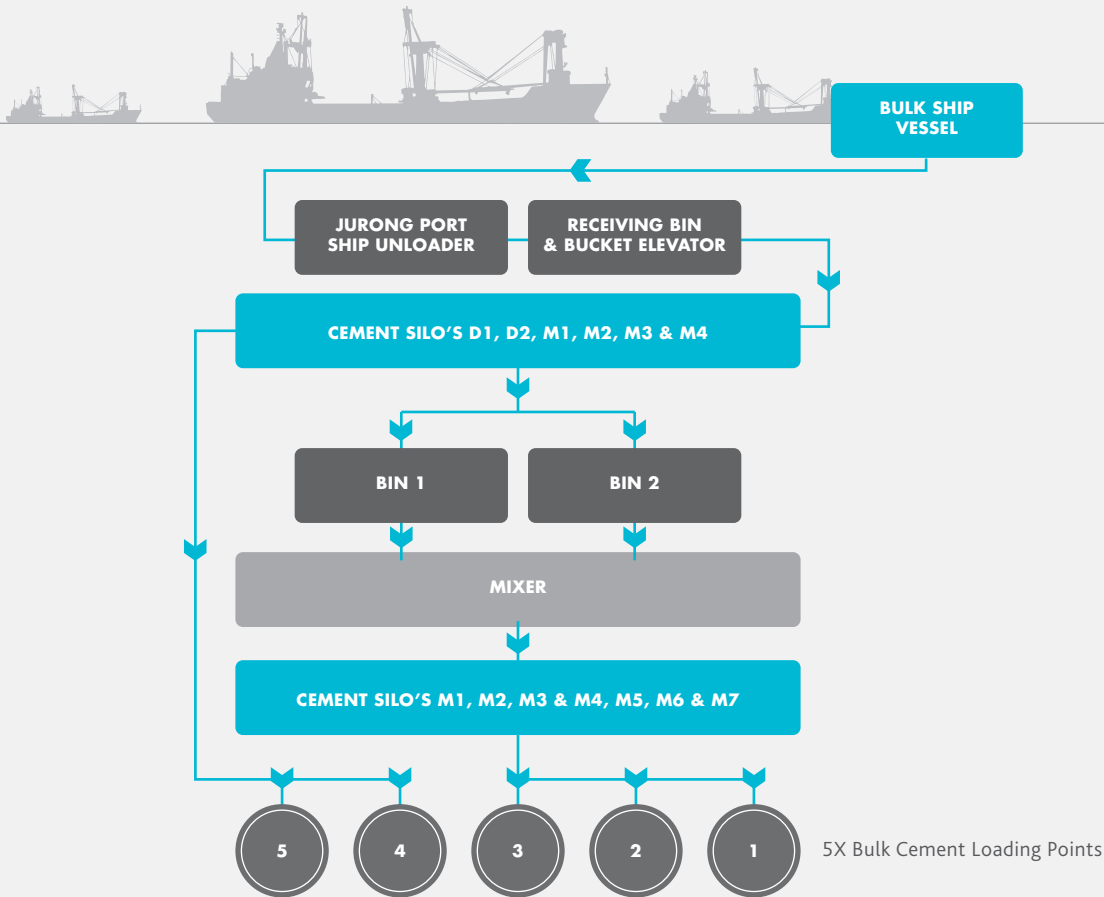 BULK SHIP
VESSEL
JURONG PORT
SHIP UNLOADER
RECEIVING BIN
& BUCKET ELEVATOR
CEMENT SILO’S D1, D2, M1, M2, M3 & M4
BIN 1
BIN 2
MIXER
CEMENT SILO’S M1, M2, M3 & M4, M5, M6 & M7
5
4
3
2
1
5X Bulk Cement Loading Points